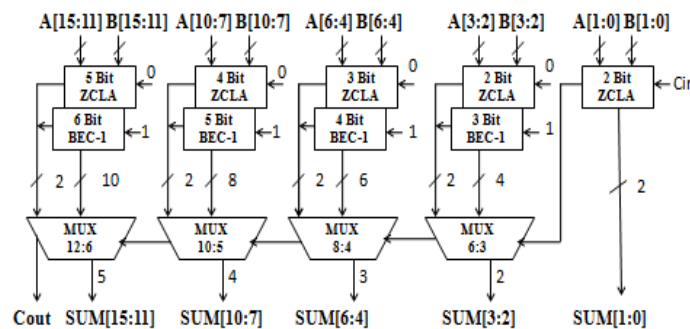 A[15:11] B[15:11] A[10:7] B[10:7] A[6:4] B[6:4] A[3:2] B[3:2] A[1:0] B[1:0]
5 Bit ZCLA 0 4 Bit ZCLA 0 3 Bit ZCLA 0 2 Bit ZCLA 0 2 Bit ZCLA Cin
6 Bit BEC-1 1 5 Bit BEC-1 1 4 Bit BEC-1 1 3 Bit BEC-1 1
2 10 2 8 2 6 2 4 2
MUX 12:6 MUX 10:5 MUX 8:4 MUX 6:3
5 4 3 2
Cout SUM[15:11] SUM[10:7] SUM[6:4] SUM[3:2] SUM[1:0]